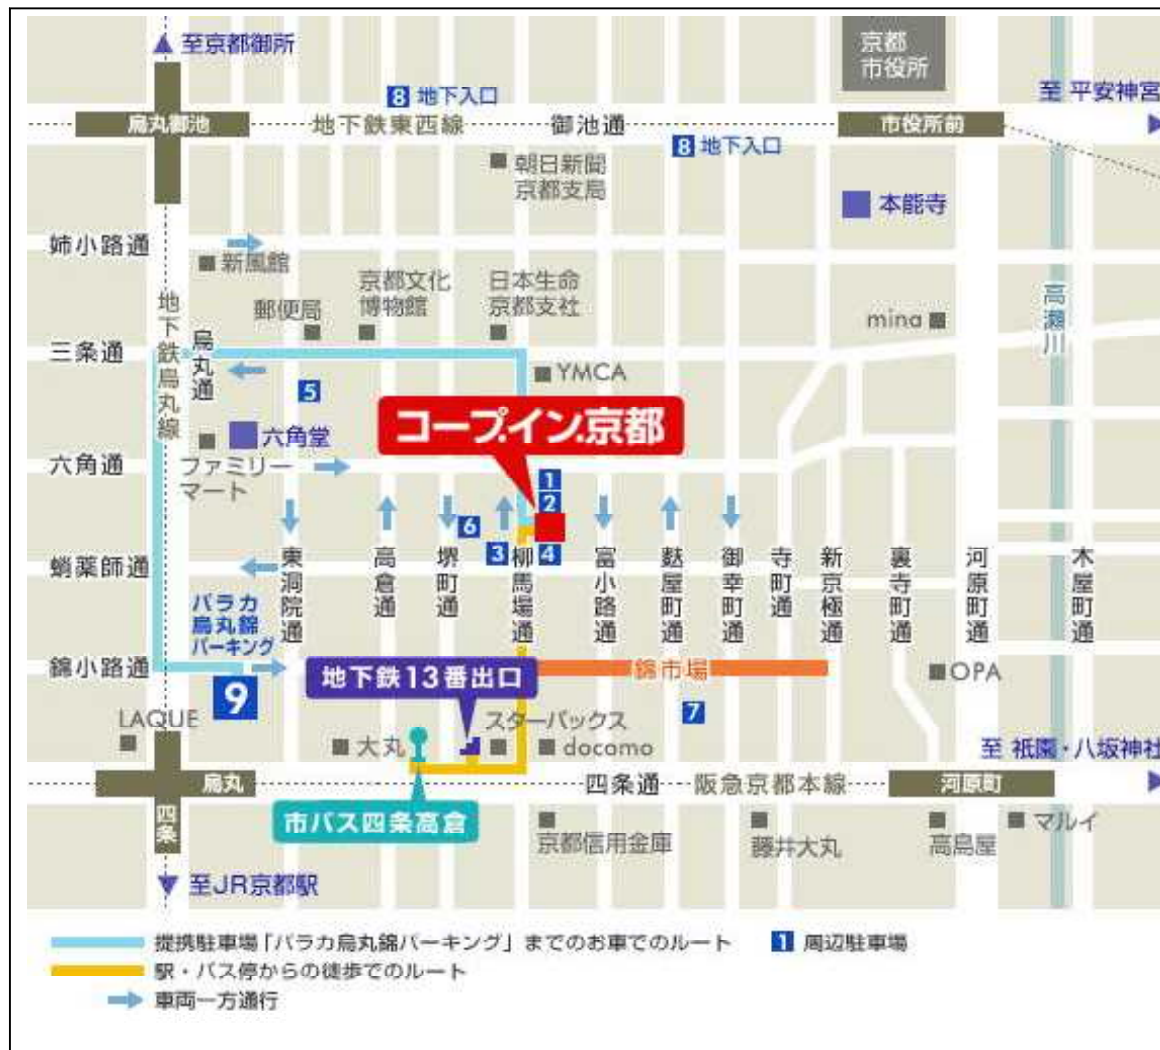 至京都御所
京都
市役所
8 地下入口
至 平安神宮
烏丸御池
地下鉄東西線
御池通
市役所前
8 地下入口
朝日新聞
京都支局
本能寺
姉小路通
新風館
京都文化
博物館
日本生命
京都支社
郵便局
mina
高瀬川
地下鉄烏丸線
烏丸通
三条通
YMCA
5
コープ.イン.京都
六角堂
六角通
ファミリー
マート
1
2
6
3
4
蛸薬師通
東洞院通
高倉通
堺町通
柳馬場通
富小路通
麩屋町通
御幸町通
寺町通
新京極通
裏寺町通
河原町通
木屋町通
パラカ
烏丸錦
パーキング
錦小路通
9
地下鉄13番出口
錦市場
OPA
7
LAQUE
大丸
スターバックス
docomo
至 祇園・八坂神社
烏丸
四条通
阪急京都本線
河原町
四条
市バス四条高倉
京都信用金庫
藤井大丸
高島屋
マルイ
至JR京都駅
提携駐車場「パラカ烏丸錦パーキング」までのお車でのルート
1 周辺駐車場
駅・バス停からの徒歩でのルート
車両一方通行